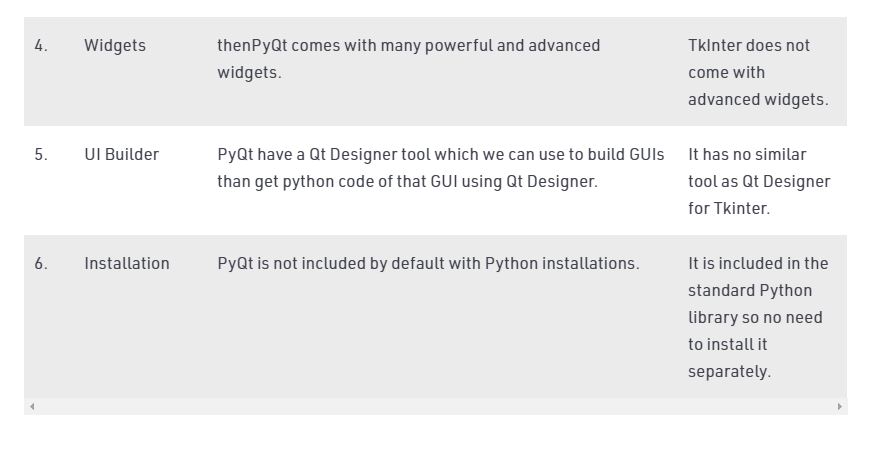 4. Widgets thenPyQt comes with many powerful and advanced TkInter does not
widgets. come with
advanced widgets.
5. UI Builder PyQt have a Qt Designer tool which we can use to build GUIs It has no similar
than get python code of that GUI using Qt Designer. tool as Qt Designer
for Tkinter.
6. Installation PyQt is not included by default with Python installations. It is included in the
standard Python
library so no need
to install it
separately.